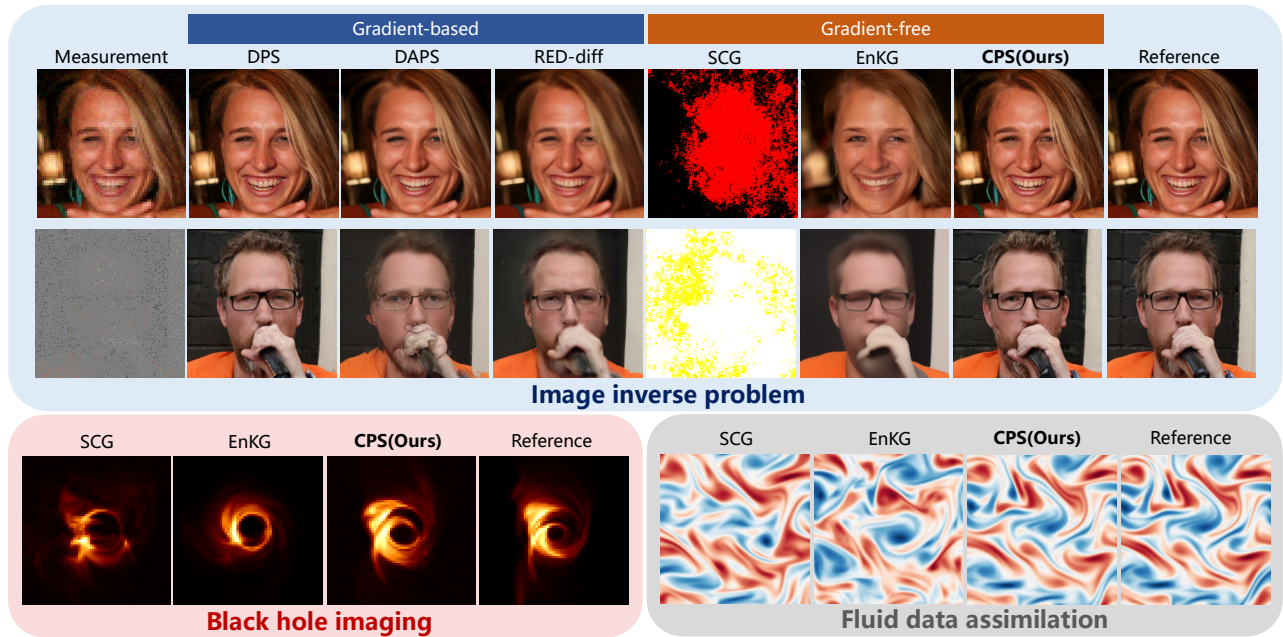 Gradient-based
Gradient-free
Measurement
DPS
DAPS
RED-diff
SCG
EnKG
CPS(Ours)
Reference
Image inverse problem
SCG
EnKG
CPS(Ours)
Reference
Black hole imaging
SCG
EnKG
CPS(Ours)
Reference
Fluid data assimilation